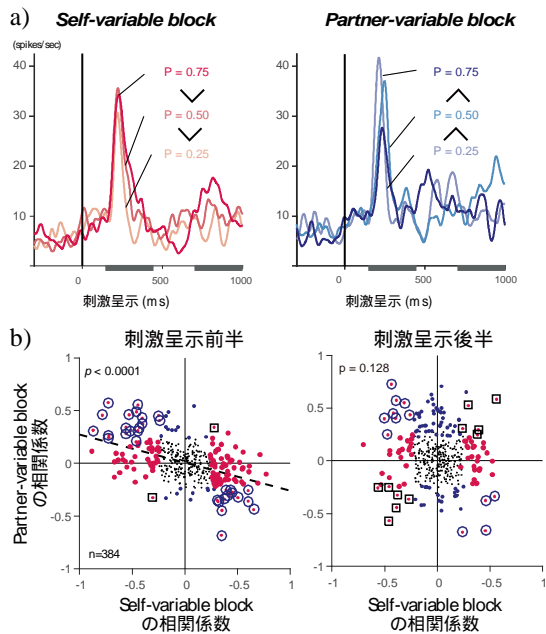 a)
Self-variable block
Partner-variable block
(spikes/sec)
40
30
20
10
P = 0.75
P = 0.50
P = 0.25
0
500
1000
刺激呈示 (ms)
40
30
20
10
P = 0.75
P = 0.50
P = 0.25
0
500
1000
刺激呈示 (ms)
b)
刺激呈示前半
刺激呈示後半
Partner-variable block
の相関係数
1
0.5
0
-0.5
-1
p < 0.0001
n=384
-1
-0.5
0
0.5
1
Self-variable block
の相関係数
1
0.5
0
-0.5
-1
p = 0.128
-1
-0.5
0
-0.5
1
Self-variable block
の相関係数